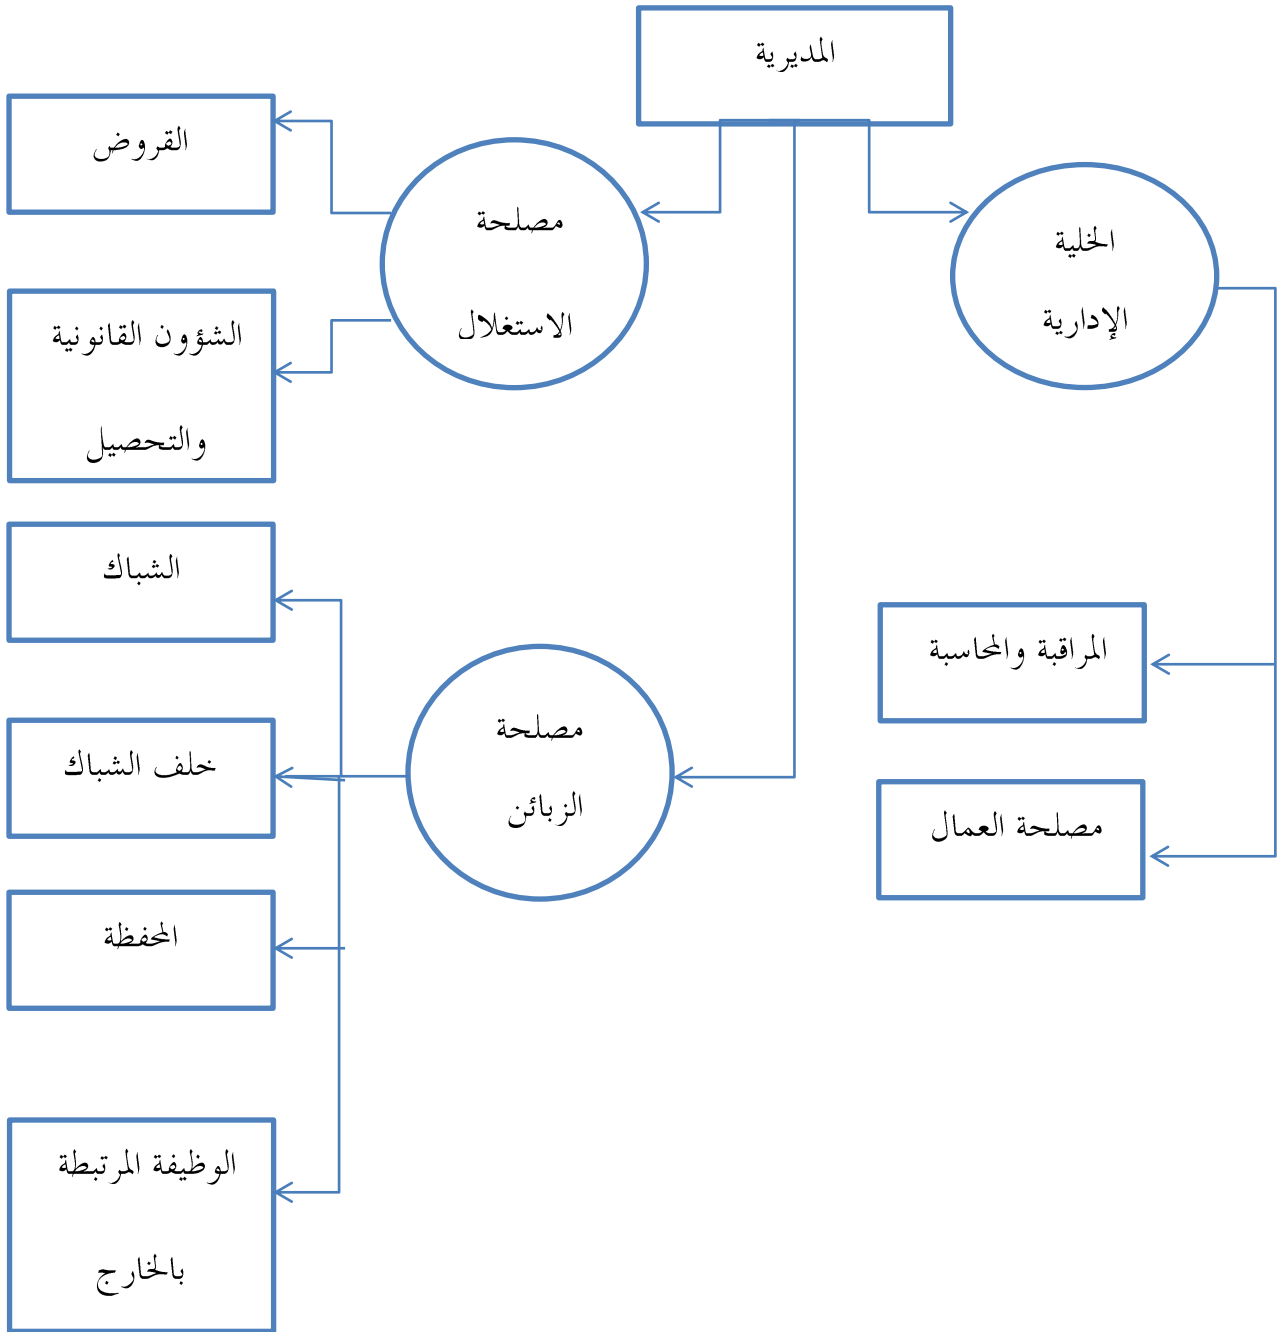 المديرية
الخلية
الإدارية
مصلحة
الاستغلال
القروض
الشؤون القانونية
والتحصيل
المراقبة والمحاسبة
مصلحة العمال
مصلحة
الزبائن
الشباك
خلف الشباك
المحفظة
الوظيفة المرتبطة
بالخارج